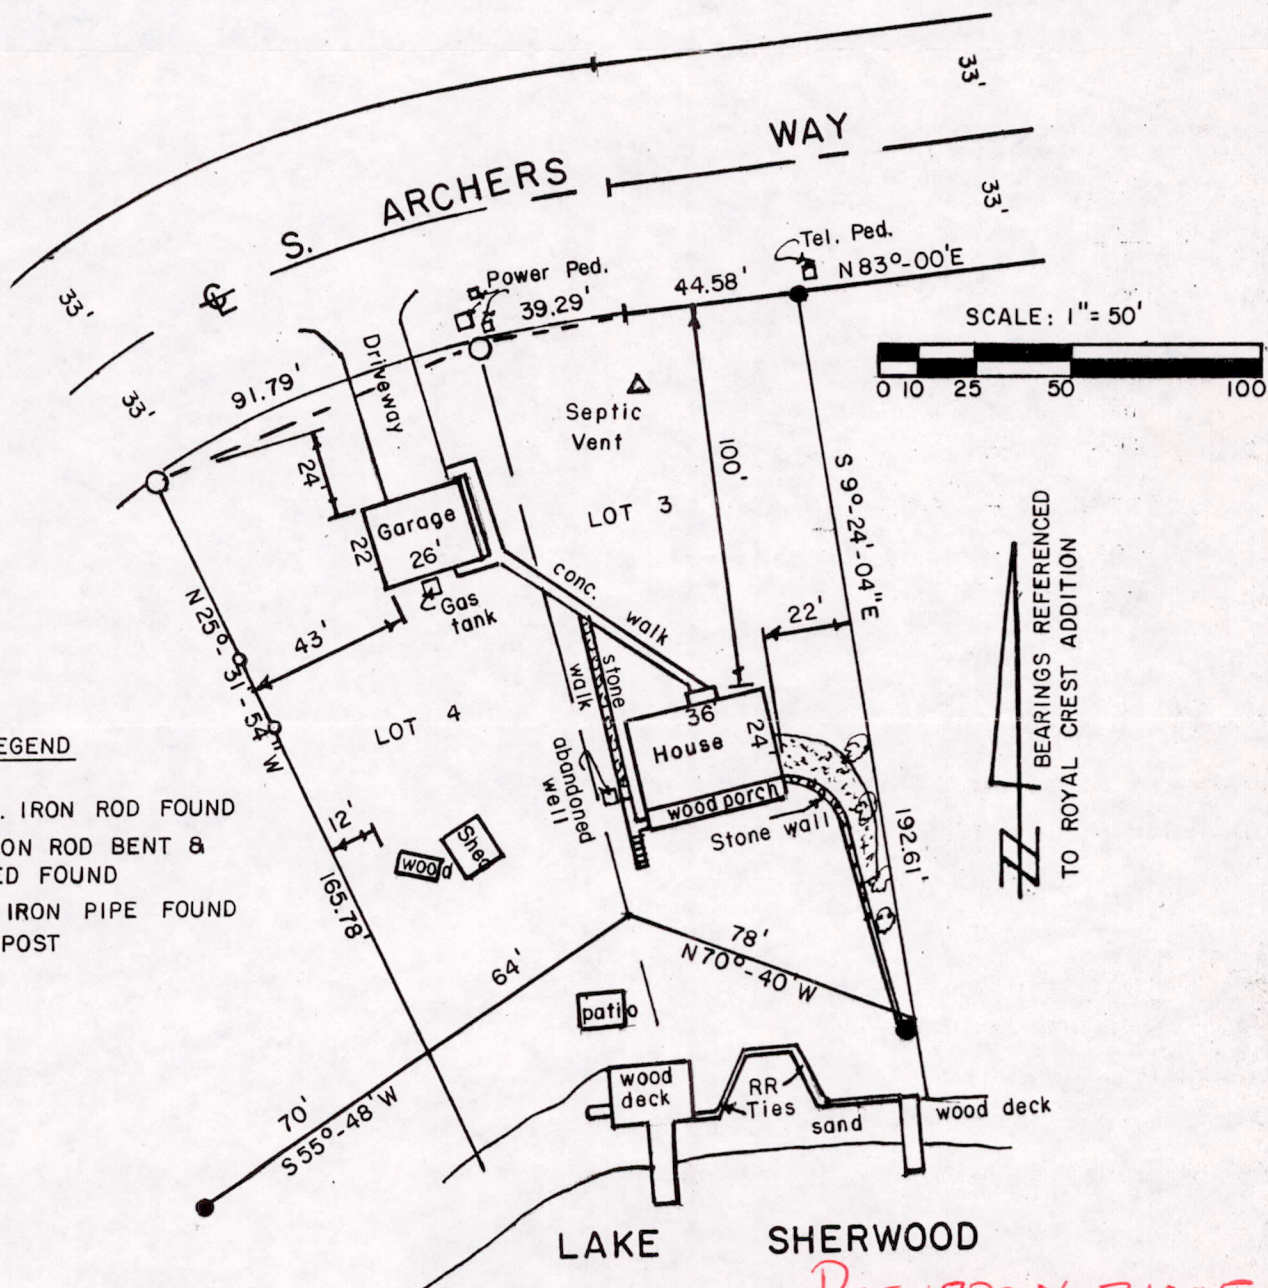 33'
WAY
S. ARCHERS
33'
Tel. Ped.
N 83°-00'E
Power Ped.
44.58'
39.29'
33'
SCALE: 1"= 50'
0 10 25 50 100
Driveway
91.79'
33'
Septic
Vent
100'
24'
S 9°-24'-04"E
LOT 3
Garage
22'
26'
BEARINGS REFERENCED
TO ROYAL CREST ADDITION
conc. walk
Gas
tank
N 25°-31'-54" W
43'
22'
stone
walk
LOT 4
36
House
24'
EGEND
abandoned
well
wood porch
. IRON ROD FOUND
12'
Shed
Stone wall
192.61'
ON ROD BENT &
ED FOUND
wood
165.78'
IRON PIPE FOUND
POST
78'
N 70°-40'W
64'
patio
70'
S 55°-48' W
wood
deck
RR
Ties
wood deck
sand
LAKE SHERWOOD